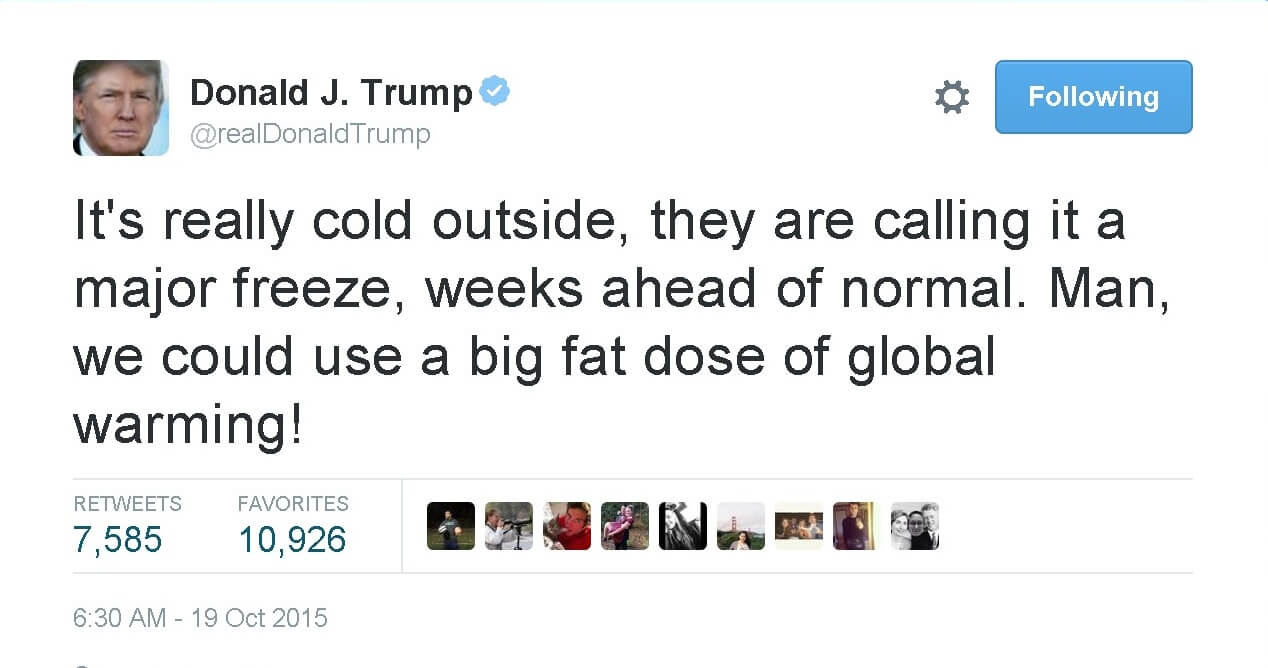 Donald J. Trump
@realDonaldTrump
Following
It's really cold outside, they are calling it a
major freeze, weeks ahead of normal. Man,
we could use a big fat dose of global
warming!
RETWEETS FAVORITES
7,585 10,926
6:30 AM - 19 Oct 2015